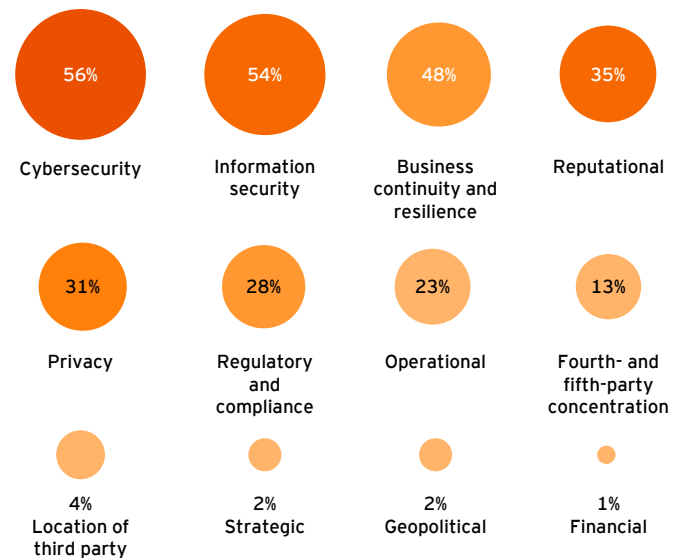 56%
54%
48%
35%
Cybersecurity
Information
security
Business
continuity and
resilience
Reputational
31%
28%
23%
13%
Privacy
Regulatory
and
compliance
Operational
Fourth- and
fifth-party
concentration
4%
Location of
third party
2%
Strategic
2%
Geopolitical
1%
Financial